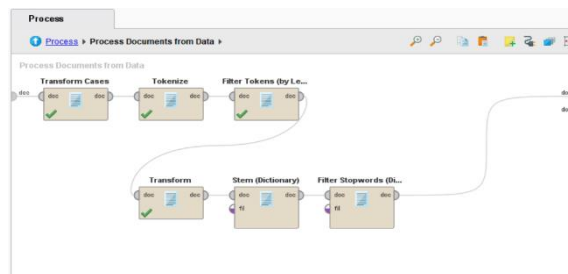 Process
Process ▸ Process Documents from Data ▸
Process Documents from Data
Transform Cases
Tokenize
Filter Tokens (by Le...
doc
doc
doc
doc
doc
doc
doc
Transform
Stem (Dictionary)
Filter Stopwords (Di...
doc
doc
doc
doc
doc
doc
fil
fil